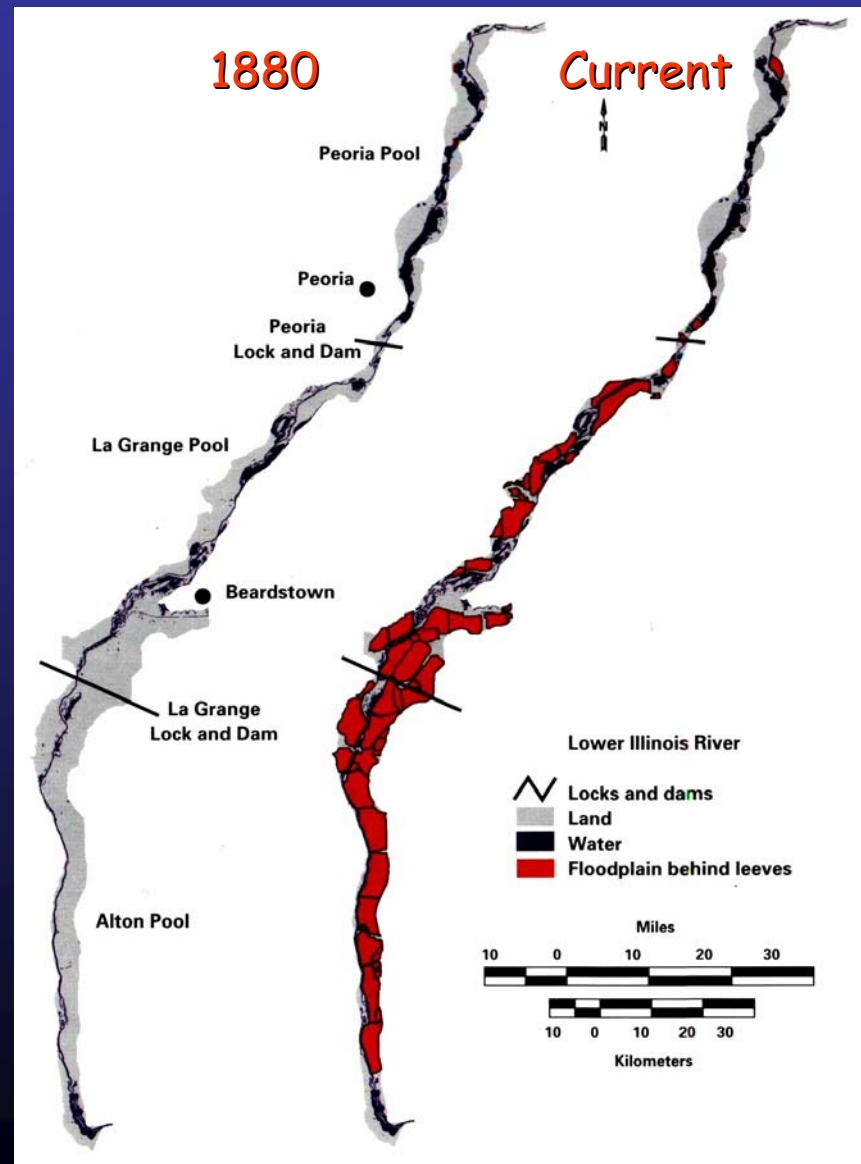 1880
Current
N
Peoria Pool
Peoria
Peoria
Lock and Dam
La Grange Pool
Beardstown
La Grange
Lock and Dam
Alton Pool
Lower Illinois River
Locks and dams
Land
Water
Floodplain behind leeves
Miles
10 0 10 20 30
10 0 10 20 30
Kilometers